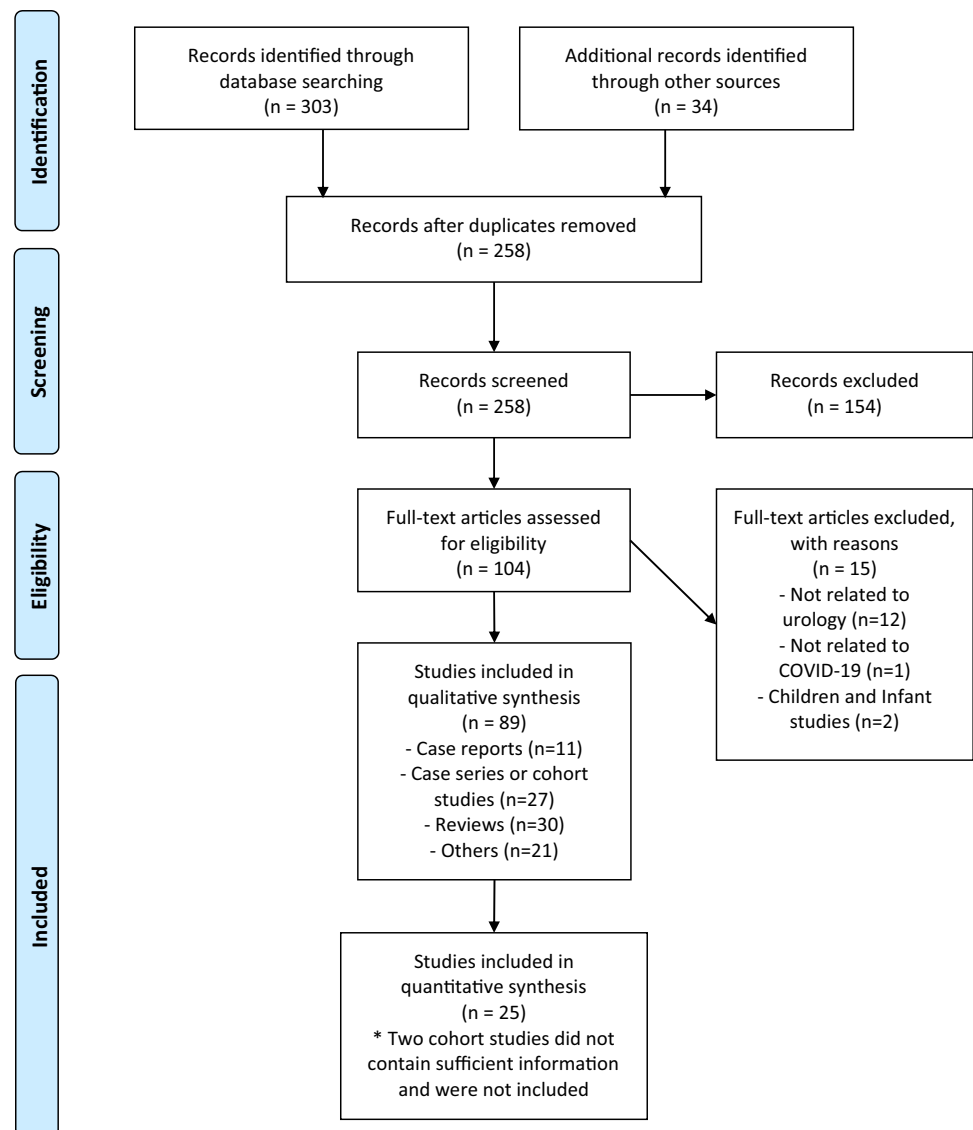 Identification
Records identified through
database searching
(n = 303)
Additional records identified
through other sources
(n = 34)
Records after duplicates removed
(n = 258)
Screening
Records screened
(n = 258)
Records excluded
(n = 154)
Eligibility
Full-text articles assessed
for eligibility
(n = 104)
Full-text articles excluded,
with reasons
(n = 15)
- Not related to
urology (n=12)
- Not related to
COVID-19 (n=1)
- Children and Infant
studies (n=2)
Included
Studies included in
qualitative synthesis
(n = 89)
- Case reports (n=11)
- Case series or cohort
studies (n=27)
- Reviews (n=30)
- Others (n=21)
Studies included in
quantitative synthesis
(n = 25)
* Two cohort studies did not
contain sufficient information
and were not included